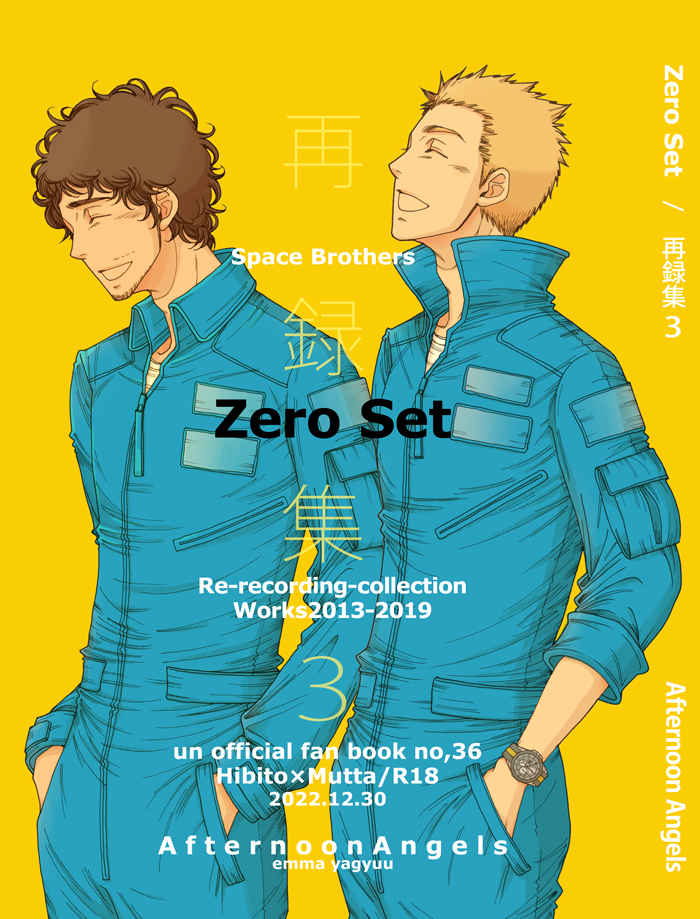 再
Space Brothers
録
Zero Set
集
Re-recording-collection
Works2013-2019
3
un official fan book no,36
Hibito×Mutta/R18
2022.12.30
AfternoonAngels
emma yagyuu
Zero Set / 再録集 3
Afternoon Angels